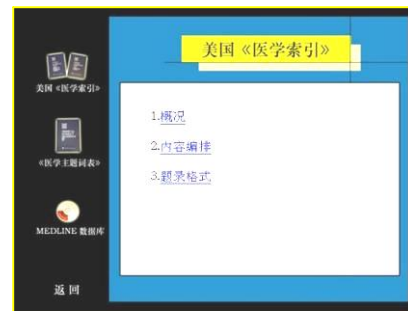 美国《医学索引》
美国《医学索引》
1.概况
2.内容编排
3.题录格式
《医学主题词表》
MEDLINE 数据库
返回